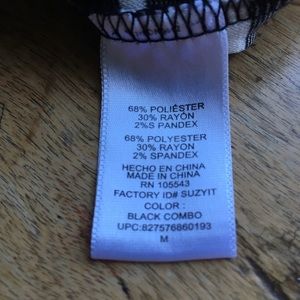 68% POLIÉSTER
30% RAYON
2%S PANDEX
68% POLYESTER
30% RAYON
2% SPANDEX
HECHO EN CHINA
MADE IN CHINA
RN 105543
FACTORY ID# SUZYIT
COLOR :
BLACK COMBO
UPC:827576860193
M